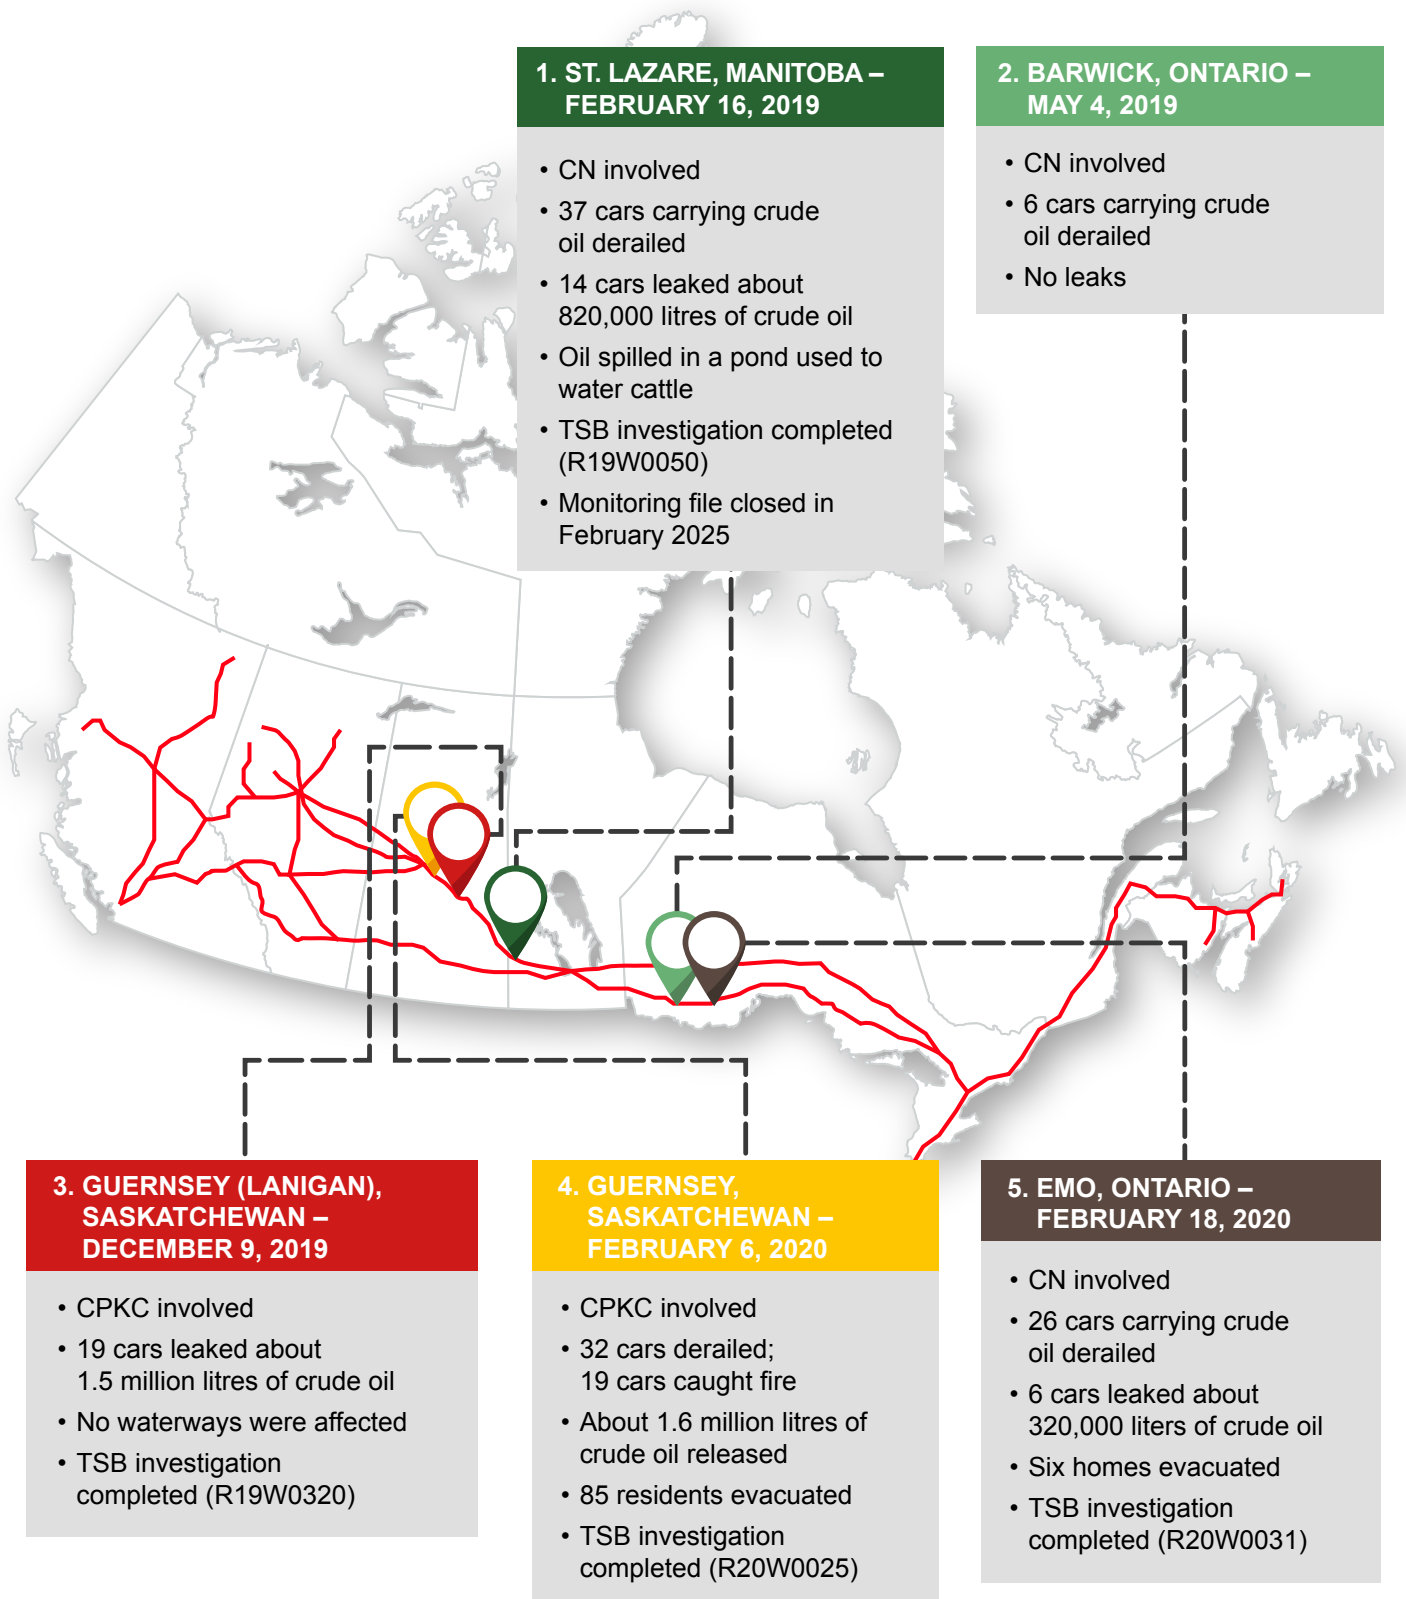 1. ST. LAZARE, MANITOBA –
FEBRUARY 16, 2019
• CN involved
• 37 cars carrying crude
oil derailed
• 14 cars leaked about
820,000 litres of crude oil
• Oil spilled in a pond used to
water cattle
• TSB investigation completed
(R19W0050)
• Monitoring file closed in
February 2025
2. BARWICK, ONTARIO –
MAY 4, 2019
• CN involved
• 6 cars carrying crude
oil derailed
• No leaks
3. GUERNSEY (LANIGAN),
SASKATCHEWAN –
DECEMBER 9, 2019
• CPKC involved
• 19 cars leaked about
1.5 million litres of crude oil
• No waterways were affected
• TSB investigation
completed (R19W0320)
4. GUERNSEY,
SASKATCHEWAN –
FEBRUARY 6, 2020
• CPKC involved
• 32 cars derailed;
19 cars caught fire
• About 1.6 million litres of
crude oil released
• 85 residents evacuated
• TSB investigation
completed (R20W0025)
5. EMO, ONTARIO –
FEBRUARY 18, 2020
• CN involved
• 26 cars carrying crude
oil derailed
• 6 cars leaked about
320,000 liters of crude oil
• Six homes evacuated
• TSB investigation
completed (R20W0031)